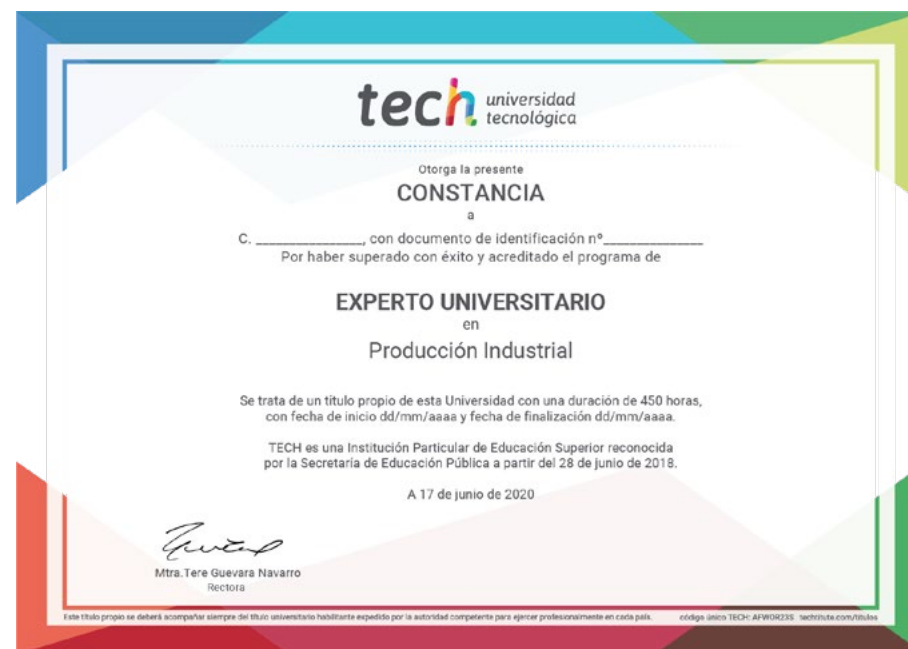 tech universidad
tecnológica
Otorga la presente
CONSTANCIA
a
C. ________________, con documento de identificación nº_______________
Por haber superado con éxito y acreditado el programa de
EXPERTO UNIVERSITARIO
en
Producción Industrial
Se trata de un título propio de esta Universidad con una duración de 450 horas,
con fecha de inicio dd/mm/aaaa y fecha de finalización dd/mm/aaaa.
TECH es una Institución Particular de Educación Superior reconocida
por la Secretaría de Educación Pública a partir del 28 de junio de 2018.
A 17 de junio de 2020
Mtra.Tere Guevara Navarro
Rectora
Este título propio se deberá acompañar siempre del título universitario habilitante expedido por la autoridad competente para ejercer profesionalmente en cada país. código único TECH: AFWOR23S techtitute.com/titulos